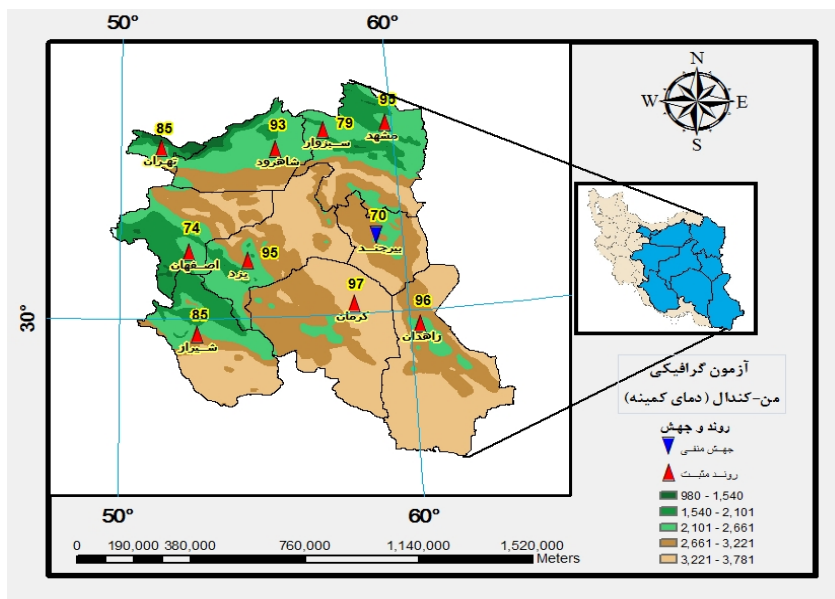 50°
60°
N
W
E
S
95
79
93
85
مشهد
سبزوار
شاهرود
تهران
70
بیرجند
74
اصفهان
95
یزد
97
کرمان
96
زاهدان
85
شیراز
30°
آزمون گرافیکی
من-کندال (دمای کمینه)
روند و جهش
جهش منفی
روند مثبت
980 - 1,540
1,540 - 2,101
2,101 - 2,661
2,661 - 3,221
3,221 - 3,781
50°
60°
0 190,000 380,000 760,000 1,140,000 1,520,000
Meters